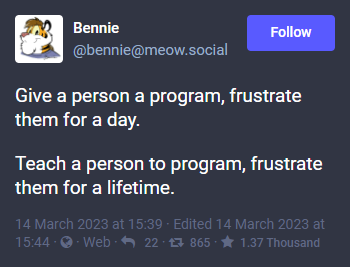 Bennie
@bennie@meow.social
Follow
Give a person a program, frustrate
them for a day.
Teach a person to program, frustrate
them for a lifetime.
14 March 2023 at 15:39 · Edited 14 March 2023 at
15:44 · Web · 22 · 865 · 1.37 Thousand